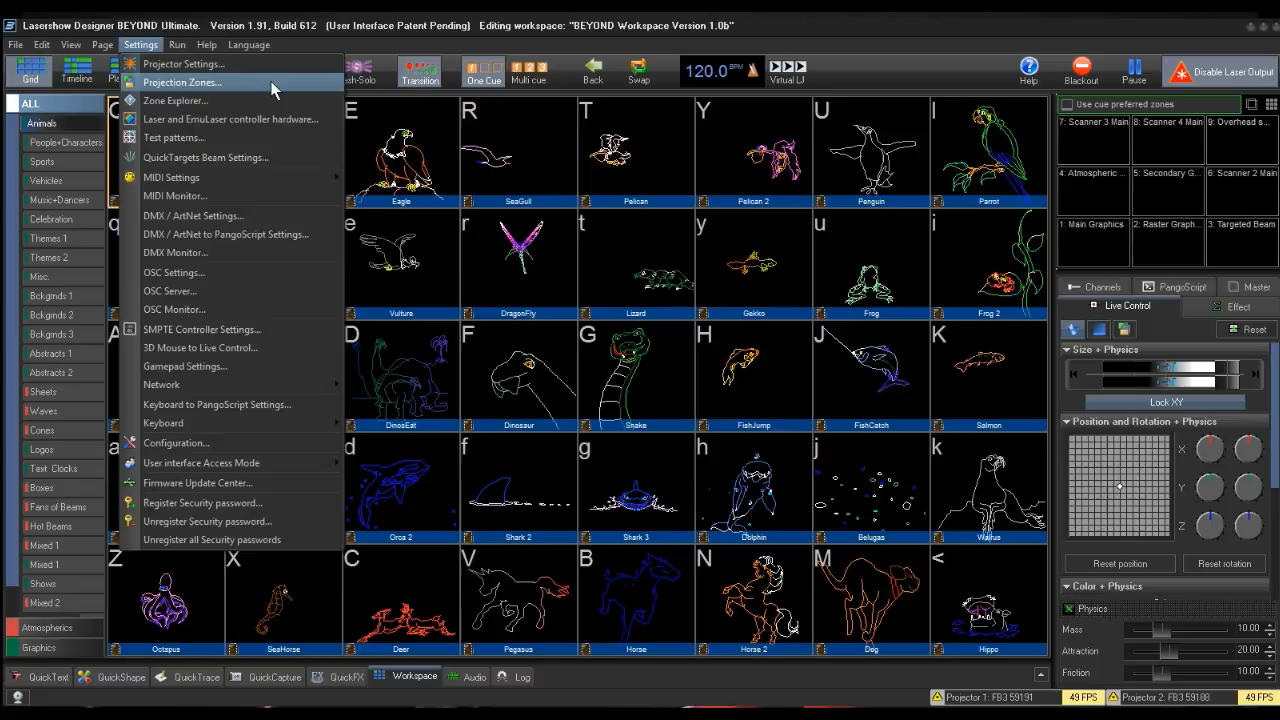 Lasershow Designer BEYOND Ultimate. Version 1.91, Build 612 (User Interface Patent Pending) Editing workspace: "BEYOND Workspace Version 1.0b"
File Edit View Page Settings Run Help Language
Grid Timeline Transition One Cue Multi cue Back Swap 120.0 BPM Virtual LJ Help Blackout Pause Disable Laser Output
Projector Settings...
Projection Zones...
Zone Explorer...
Laser and EmuLaser controller hardware...
Test patterns...
QuickTargets Beam Settings...
MIDI Settings
MIDI Monitor...
DMX / ArtNet Settings...
DMX / ArtNet to PangoScript Settings...
DMX Monitor...
OSC Settings...
OSC Server...
OSC Monitor...
SMPTE Controller Settings...
3D Mouse to Live Control...
Gamepad Settings...
Network
Keyboard to PangoScript Settings...
Keyboard
Configuration...
User interface Access Mode
Firmware Update Center...
Register Security password...
Unregister Security password...
Unregister all Security passwords
ALL
Animals
People+Characters
Sports
Vehicles
Music+Dancers
Celebration
Themes 1
Themes 2
Misc.
Bckgrnds 1
Bckgrnds 2
Bckgrnds 3
Abstracts 1
Abstracts 2
Sheets
Waves
Cones
Logos
Text Clocks
Boxes
Fans of Beams
Hot Beams
Mixed 1
Mixed 1
Shows
Mixed 2
Atmospherics
Graphics
E R T Y U I
Eagle SeaGull Pelican Pelican 2 Penguin Parrot
q e r t y u i
Vulture DragonFly Lizard Gekko Frog Frog 2
A D F G H J K
DinosEat Dinosaur Snake FishJump FishCatch Salmon
a d f g h j k
Orca 2 Shark 2 Shark 3 Dolphin Belugas Walrus
Z X C V B N M <
Octapus SeaHorse Deer Pegasus Horse Horse 2 Dog Hippo
Use cue preferred zones
7: Scanner 3 Main 8: Scanner 4 Main 9: Overhead s...
4: Atmospheric ... 5: Secondary G... 6: Scanner 2 Main
1: Main Graphics 2: Raster Graph... 3: Targeted Beam
Channels PangoScript Master
Live Control Effect
Reset
Size + Physics
Lock XY
Position and Rotation + Physics
X
Y
Z
Reset position Reset rotation
Color + Physics
Physics
Mass 10.00
Attraction 20.00
Friction 10.00
QuickText QuickShape QuickTrace QuickCapture QuickFX Workspace Audio Log
Projector 1: FB3 59191 49 FPS Projector 2: FB3 59188 49 FPS